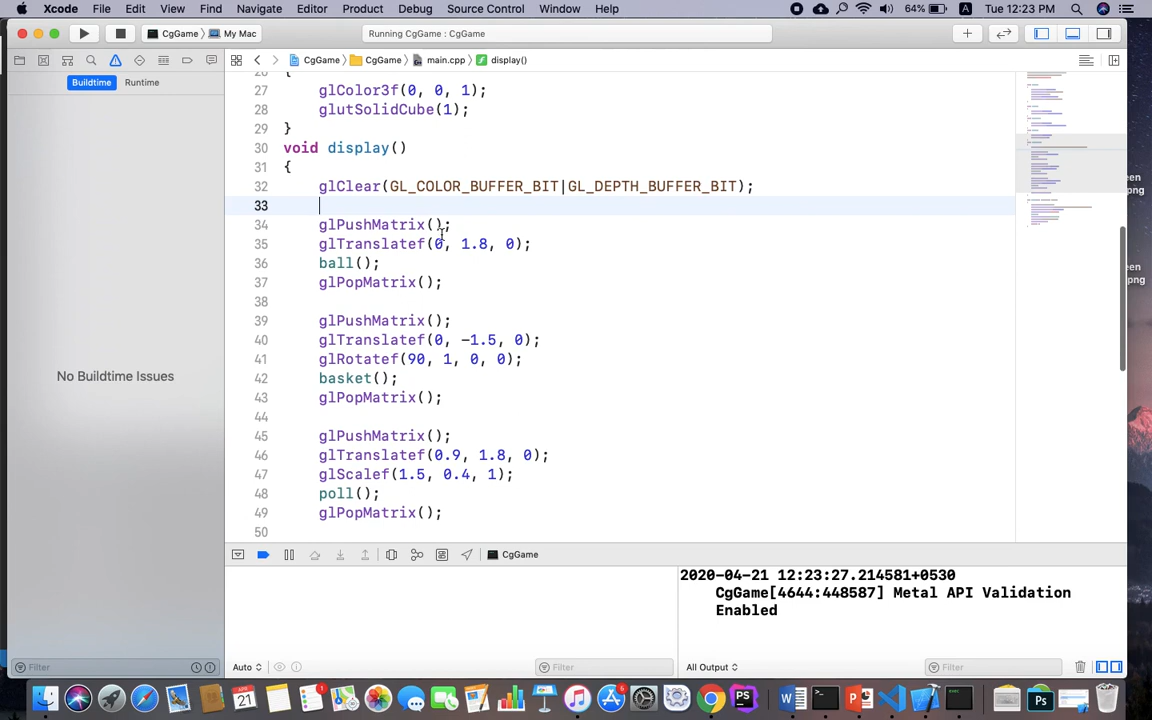 Xcode File Edit View Find Navigate Editor Product Debug Source Control Window Help 64% A Tue 12:23 PM
CgGame My Mac Running CgGame : CgGame
CgGame CgGame main.cpp display()
Buildtime Runtime
{
27 glColor3f(0, 0, 1);
28 glutSolidCube(1);
29 }
30 void display()
31 {
32 glClear(GL_COLOR_BUFFER_BIT|GL_DEPTH_BUFFER_BIT);
33
34 glPushMatrix();
35 glTranslatef(0, 1.8, 0);
36 ball();
37 glPopMatrix();
38
39 glPushMatrix();
40 glTranslatef(0, -1.5, 0);
41 glRotatef(90, 1, 0, 0);
42 basket();
43 glPopMatrix();
44
45 glPushMatrix();
46 glTranslatef(0.9, 1.8, 0);
47 glScalef(1.5, 0.4, 1);
48 poll();
49 glPopMatrix();
50
No Buildtime Issues
een
png
een
png
CgGame
2020-04-21 12:23:27.214581+0530
CgGame[4644:448587] Metal API Validation
Enabled
Filter Auto Filter All Output Filter